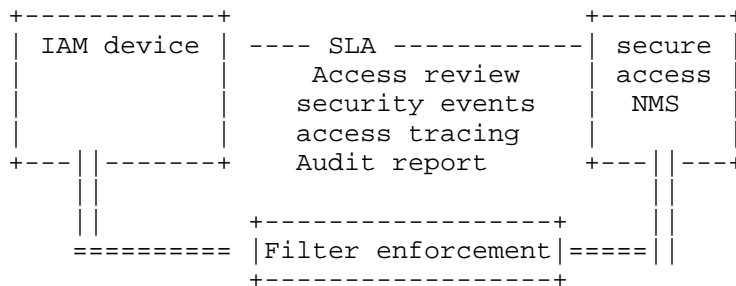 IAM device ---- SLA ------------ secure
Access review access
security events NMS
access tracing
Audit report
Filter enforcement